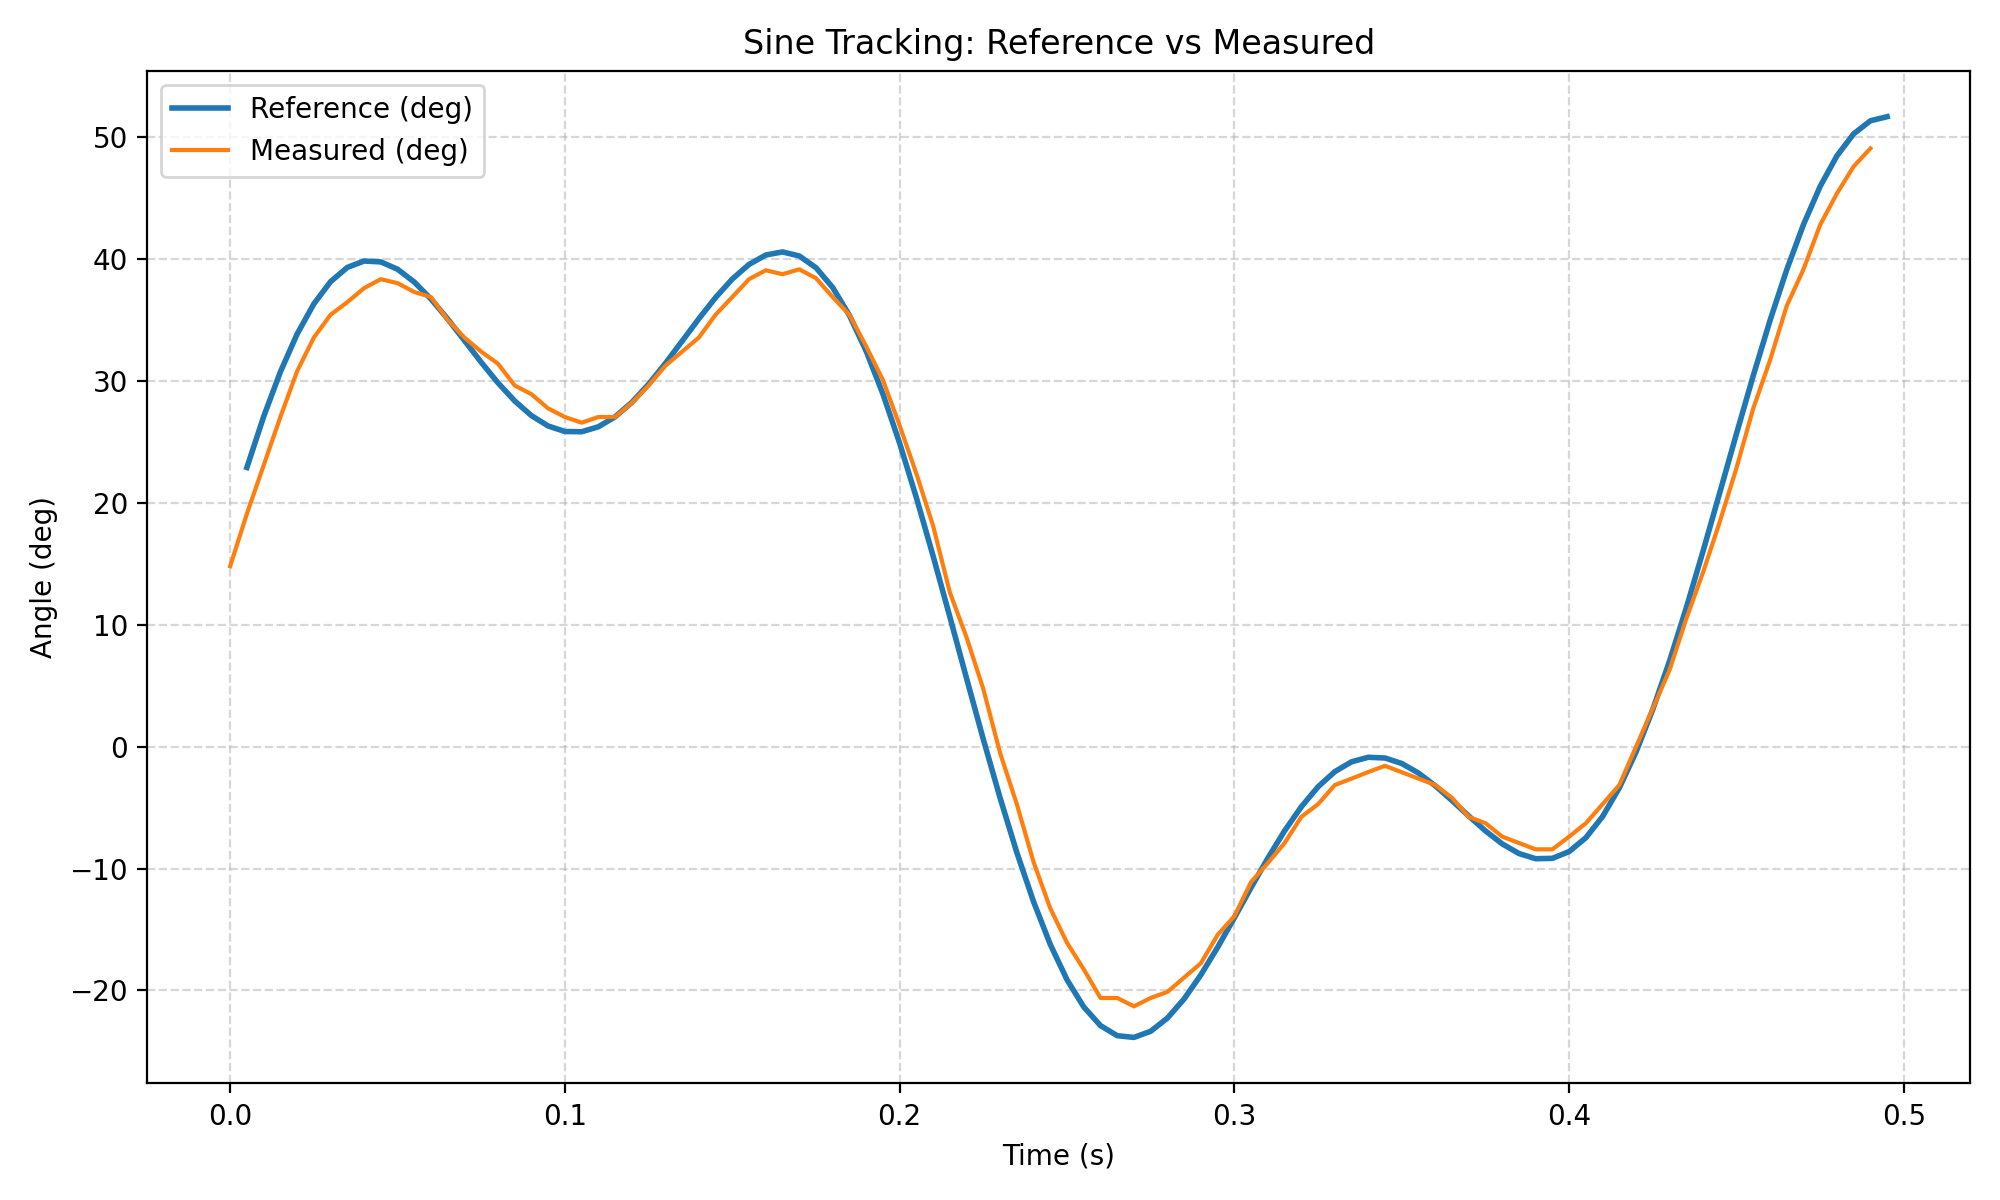 Sine Tracking: Reference vs Measured
Reference (deg)
Measured (deg)
Angle (deg)
50
40
30
20
10
0
−10
−20
0.0 0.1 0.2 0.3 0.4 0.5
Time (s)